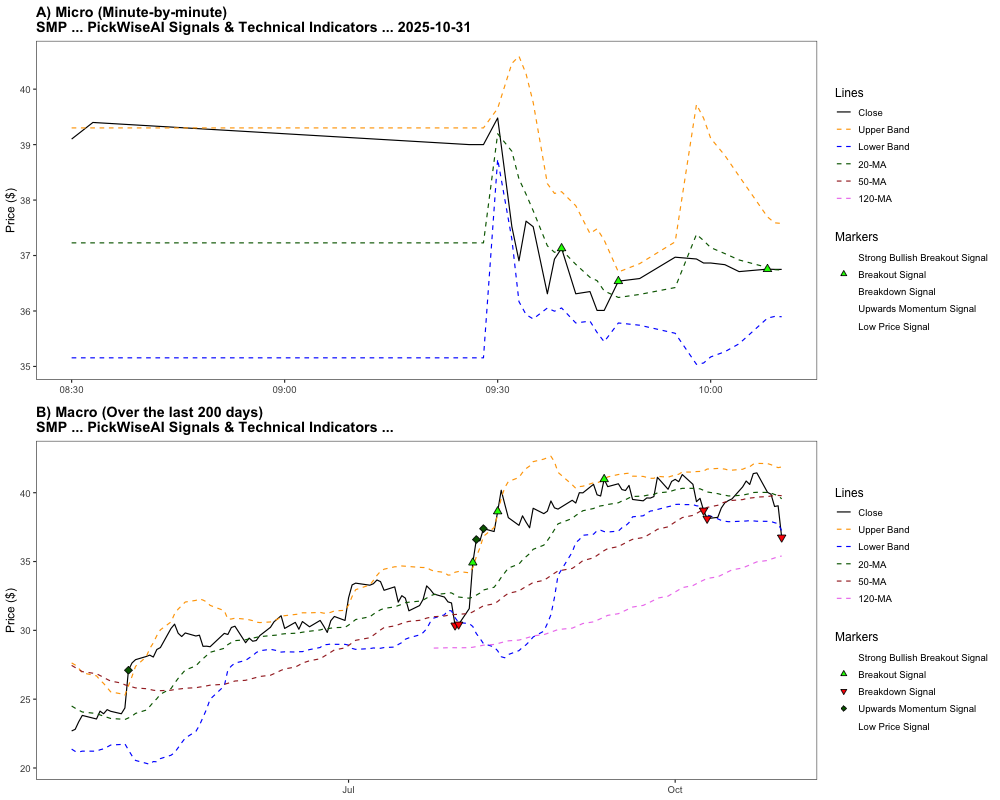 A) Micro (Minute-by-minute)
SMP ... PickWiseAI Signals & Technical Indicators ... 2025-10-31
Price ($)
40
39
38
37
36
35
08:30
09:00
09:30
10:00
Lines
Close
Upper Band
Lower Band
20-MA
50-MA
120-MA
Markers
Strong Bullish Breakout Signal
Breakout Signal
Breakdown Signal
Upwards Momentum Signal
Low Price Signal
B) Macro (Over the last 200 days)
SMP ... PickWiseAI Signals & Technical Indicators ...
Price ($)
40
35
30
25
20
Jul
Oct
Lines
Close
Upper Band
Lower Band
20-MA
50-MA
120-MA
Markers
Strong Bullish Breakout Signal
Breakout Signal
Breakdown Signal
Upwards Momentum Signal
Low Price Signal